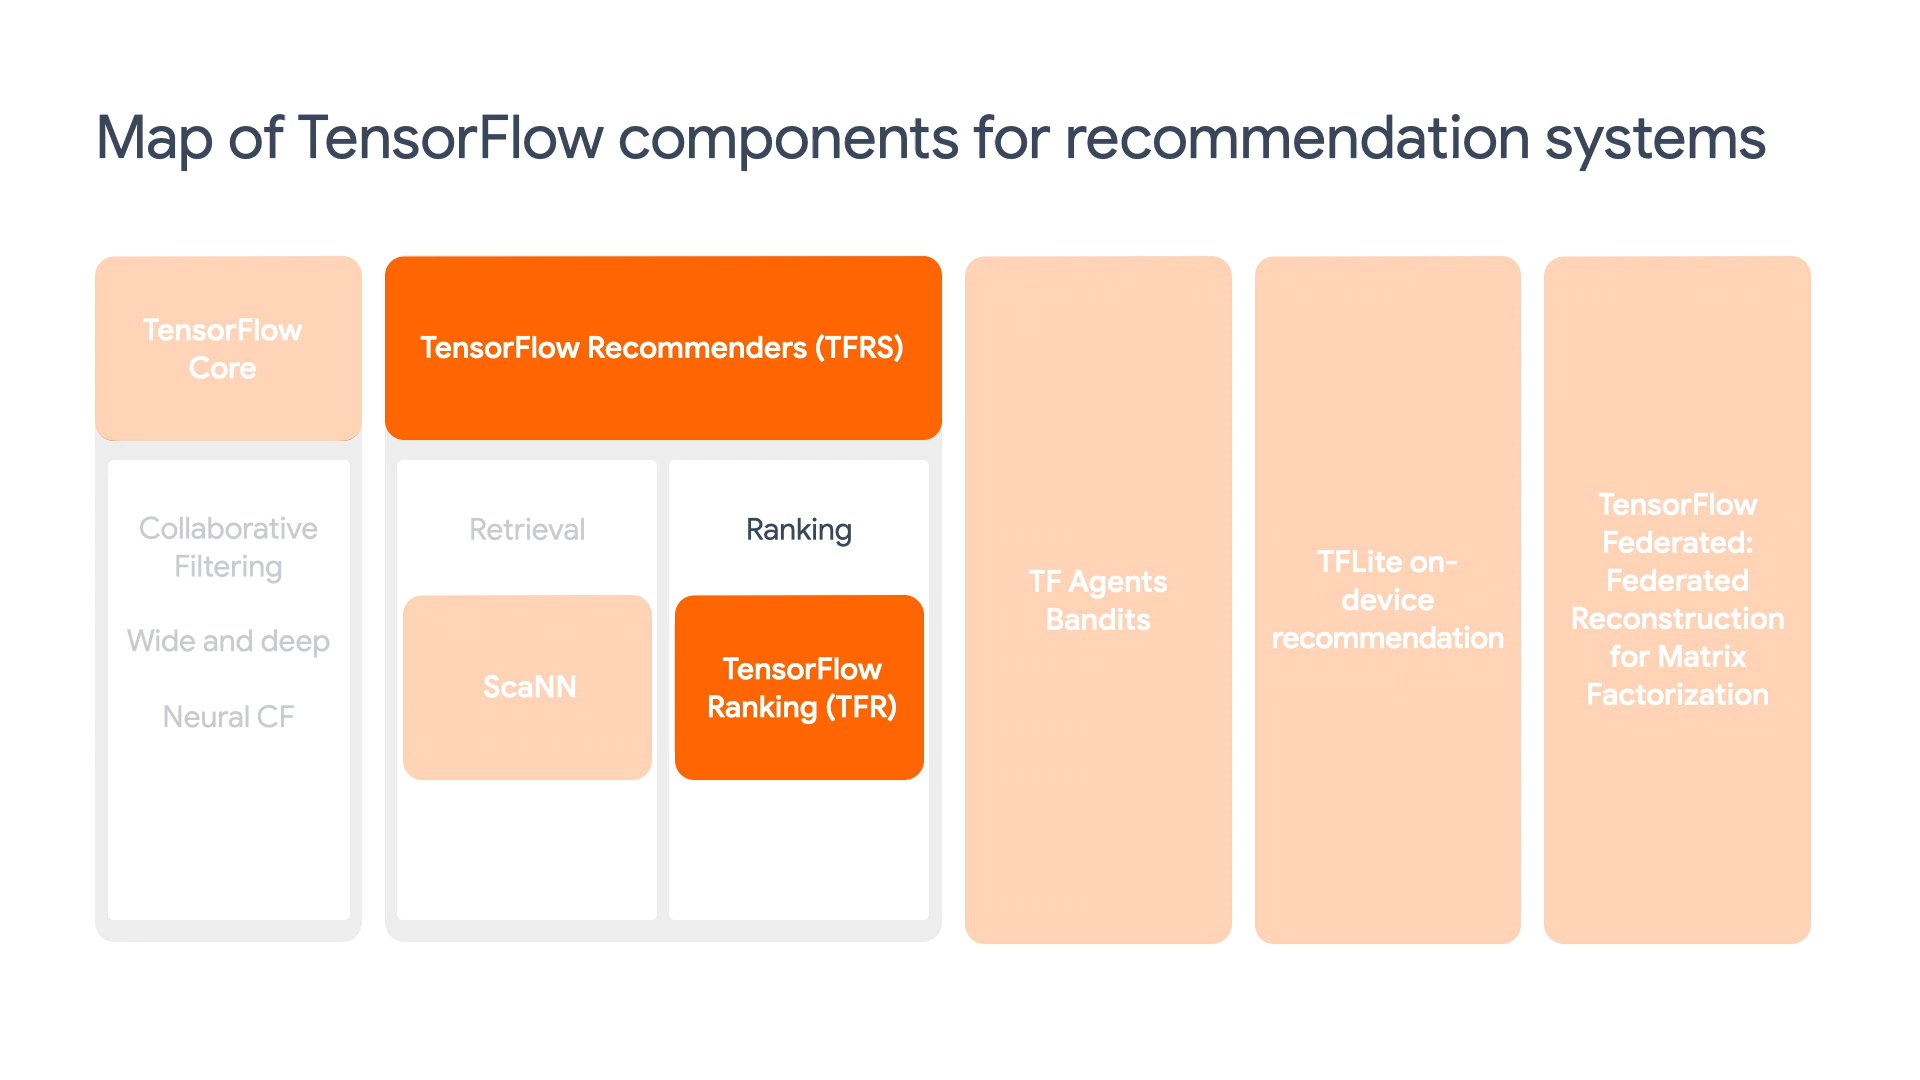 Map of TensorFlow components for recommendation systems
TensorFlow
Core
Collaborative
Filtering
Wide and deep
Neural CF
TensorFlow Recommenders (TFRS)
Retrieval
ScaNN
Ranking
TensorFlow
Ranking (TFR)
TF Agents
Bandits
TFLite on-
device
recommendation
TensorFlow
Federated:
Federated
Reconstruction
for Matrix
Factorization